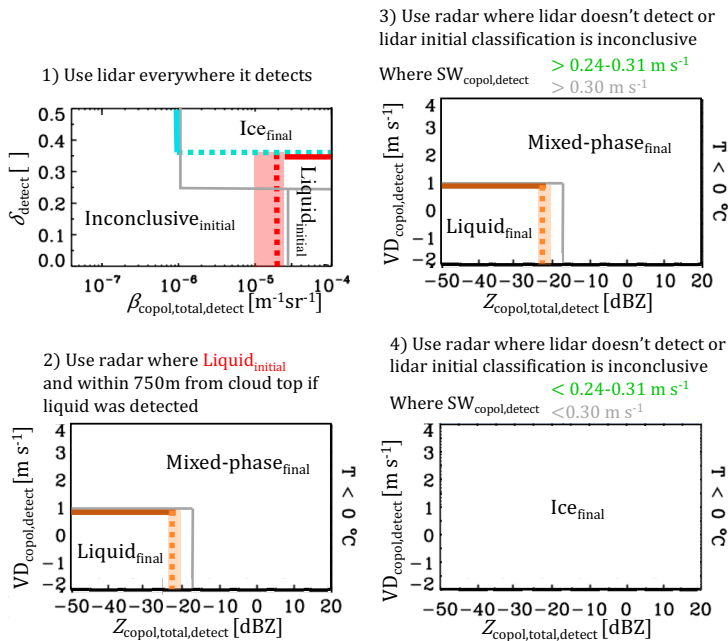 1) Use lidar everywhere it detects
0.5
0.4
0.3
0.2
0.1
0.0
δdetect [ ]
Icefinal
Inconclusiveinitial
Liquidinitial
10⁻⁷ 10⁻⁶ 10⁻⁵ 10⁻⁴
βcopol,total,detect [m⁻¹sr⁻¹]
2) Use radar where Liquidinitial
and within 750m from cloud top if
liquid was detected
4
3
2
1
0
-1
-2
VDcopol,detect [m s⁻¹]
Mixed-phasefinal
Liquidfinal
T < 0 °C
-50 -40 -30 -20 -10 0 10 20
Zcopol,total,detect [dBZ]
3) Use radar where lidar doesn't detect or
lidar initial classification is inconclusive
Where SWcopol,detect
> 0.24-0.31 m s⁻¹
> 0.30 m s⁻¹
4
3
2
1
0
-1
-2
VDcopol,detect [m s⁻¹]
Mixed-phasefinal
Liquidfinal
T < 0 °C
-50 -40 -30 -20 -10 0 10 20
Zcopol,total,detect [dBZ]
4) Use radar where lidar doesn't detect or
lidar initial classification is inconclusive
Where SWcopol,detect
< 0.24-0.31 m s⁻¹
<0.30 m s⁻¹
4
3
2
1
0
-1
-2
VDcopol,detect [m s⁻¹]
Icefinal
T < 0 °C
-50 -40 -30 -20 -10 0 10 20
Zcopol,total,detect [dBZ]